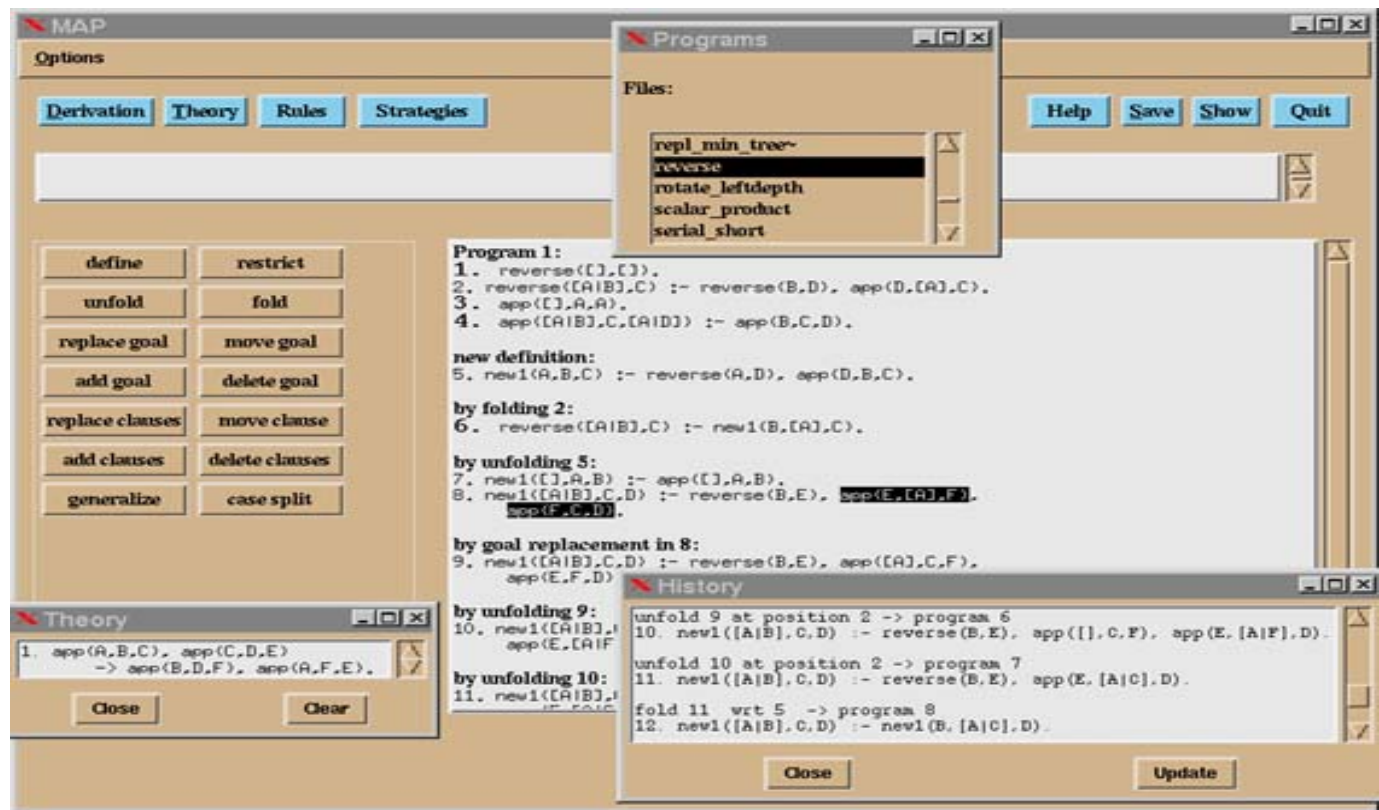 MAP
Options
Derivation Theory Rules Strategies
Help Save Show Quit
Programs
Files:
repl_min_tree~
reverse
rotate_leftdepth
scalar_product
serial_short
define restrict
unfold fold
replace goal move goal
add goal delete goal
replace clauses move clause
add clauses delete clauses
generalize case split
Program 1:
1. reverse([],[]).
2. reverse([A|B],C) :- reverse(B,D), app(D,[A],C).
3. app([],A,A).
4. app([A|B],C,[A|D]) :- app(B,C,D).
new definition:
5. new1(A,B,C) :- reverse(A,D), app(D,B,C).
by folding 2:
6. reverse([A|B],C) :- new1(B,[A],C).
by unfolding 5:
7. new1([],A,B) :- app([],A,B).
8. new1([A|B],C,D) :- reverse(B,E), app(E,[A],F),
app(F,C,D).
by goal replacement in 8:
9. new1([A|B],C,D) :- reverse(B,E), app([A],C,F),
app(E,F,D)
by unfolding 9:
10. new1([A|B],
app(E,[A|F
by unfolding 10:
11. new1([A|B],
Theory
1. app(A,B,C), app(C,D,E)
-> app(B,D,F), app(A,F,E).
Close Clear
History
unfold 9 at position 2 -> program 6
10. new1([A|B],C,D) :- reverse(B,E), app([],C,F), app(E,[A|F],D).
unfold 10 at position 2 -> program 7
11. new1([A|B],C,D) :- reverse(B,E), app(E,[A|C],D).
fold 11 wrt 5 -> program 8
12. new1([A|B],C,D) :- new1(B,[A|C],D).
Close Update